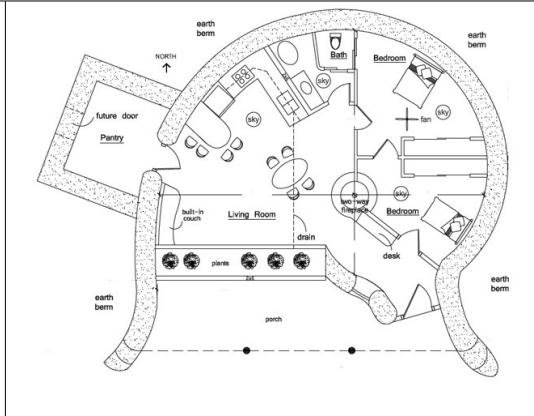 earth
berm
earth
berm
NORTH
Bath
Bedroom
sky
future door
Pantry
sky
sky
fan
sky
two-way
fireplace
Bedroom
built-in
couch
Living Room
drain
desk
plants
earth
berm
earth
berm
porch